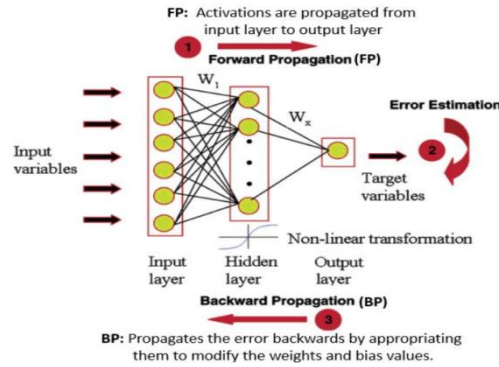 FP: Activations are propagated from
input layer to output layer
1
Forward Propagation (FP)
W1
Wx
Error Estimation
2
Input
variables
Target
variables
Non-linear transformation
Input
layer
Hidden
layer
Output
layer
Backward Propagation (BP)
3
BP: Propagates the error backwards by appropriating
them to modify the weights and bias values.